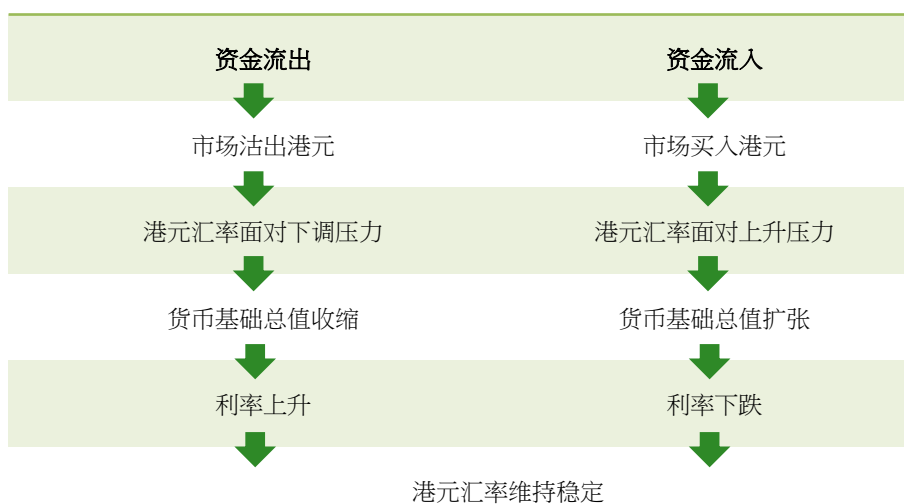 资金流出
资金流入
市场沽出港元
市场买入港元
港元汇率面对下调压力
港元汇率面对上升压力
货币基础总值收缩
货币基础总值扩张
利率上升
利率下跌
港元汇率维持稳定